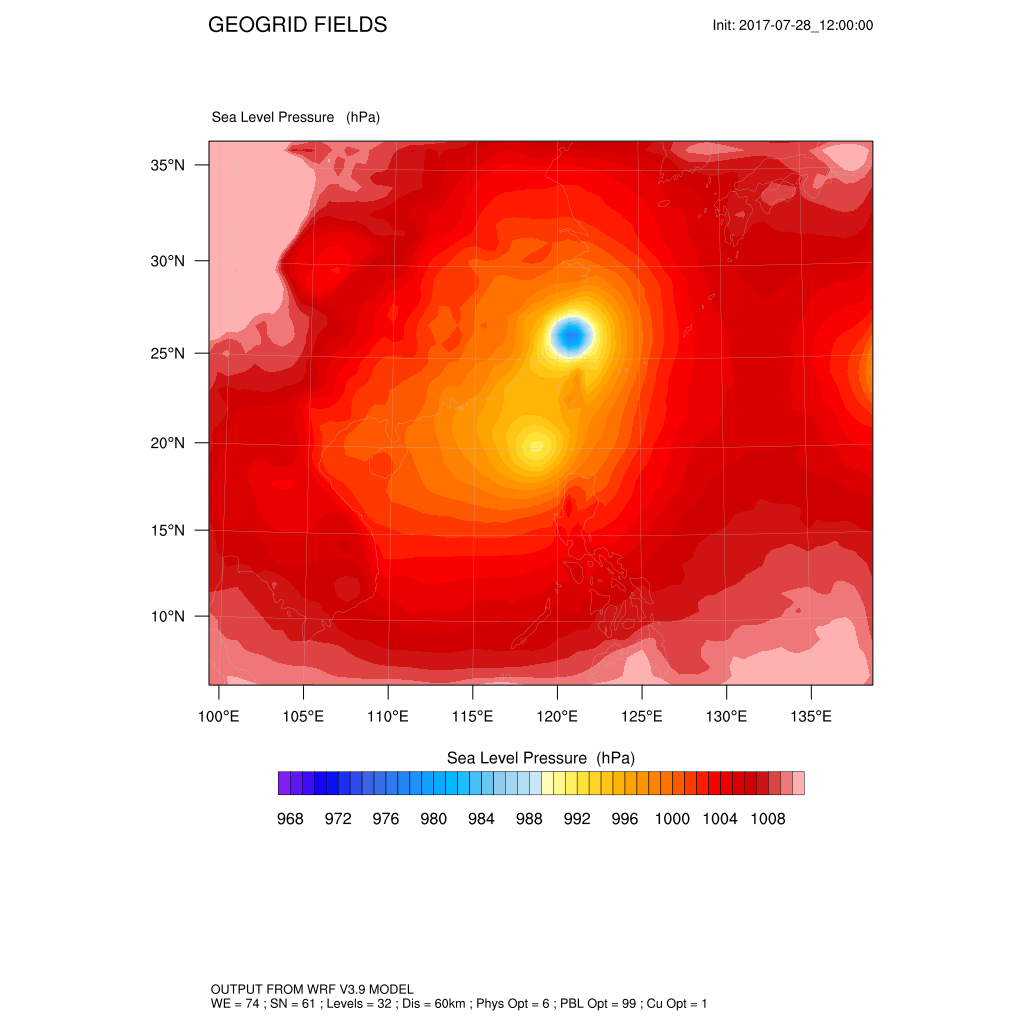 GEOGRID FIELDS
Init: 2017-07-28_12:00:00
Sea Level Pressure (hPa)
35°N
30°N
25°N
20°N
15°N
10°N
100°E 105°E 110°E 115°E 120°E 125°E 130°E 135°E
Sea Level Pressure (hPa)
968 972 976 980 984 988 992 996 1000 1004 1008
OUTPUT FROM WRF V3.9 MODEL
WE = 74 ; SN = 61 ; Levels = 32 ; Dis = 60km ; Phys Opt = 6 ; PBL Opt = 99 ; Cu Opt = 1